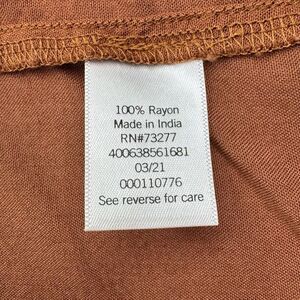 100% Rayon
Made in India
RN#73277
400638561681
03/21
000110776
See reverse for care